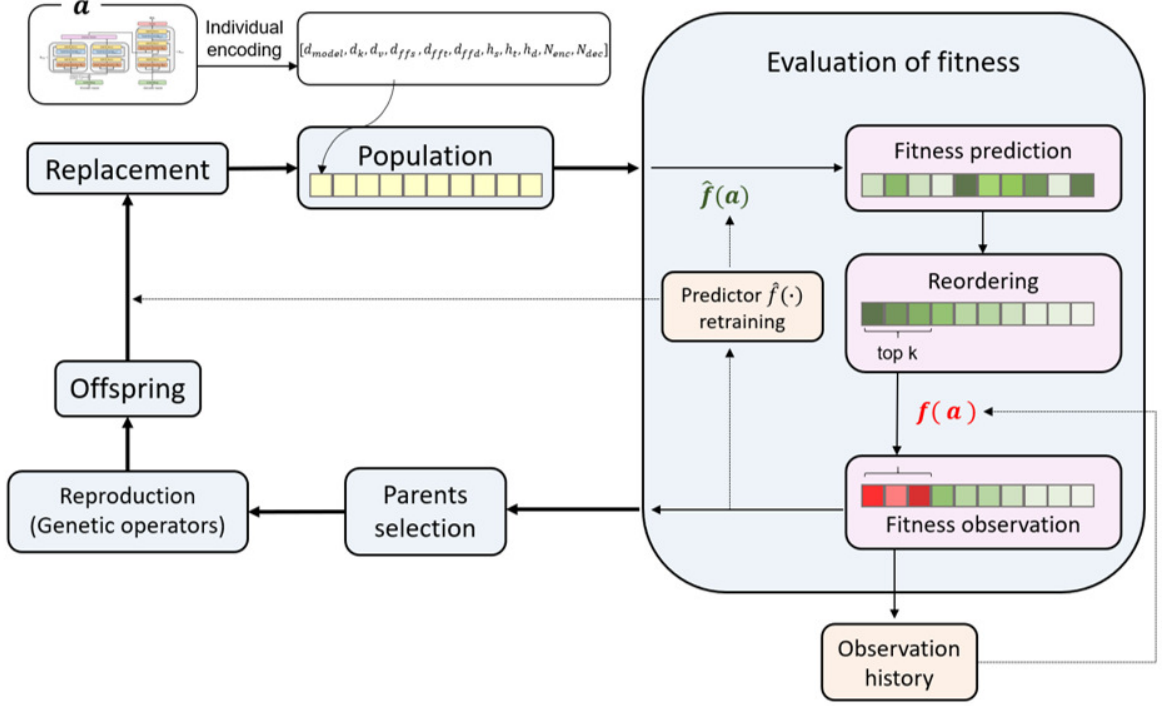 a
Individual
encoding
[d_model, d_k, d_v, d_ffs, d_fft, d_ffd, h_s, h_t, h_d, N_enc, N_dec]
Evaluation of fitness
Replacement
Population
Fitness prediction
f̂(a)
Predictor f̂(·)
retraining
Reordering
top k
Offspring
f(a)
Reproduction
(Genetic operators)
Parents
selection
Fitness observation
Observation
history